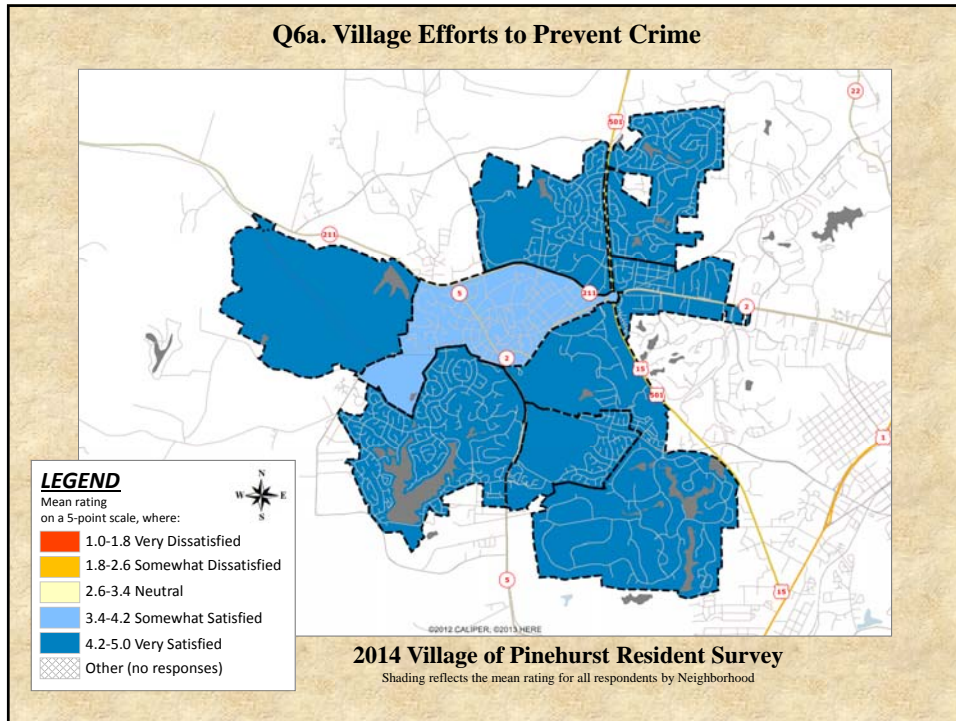 Q6a. Village Efforts to Prevent Crime
22
501
211
5
211
2
2
15
501
1
5
15
LEGEND
Mean rating
on a 5-point scale, where:
N
W E
S
1.0-1.8 Very Dissatisfied
1.8-2.6 Somewhat Dissatisfied
2.6-3.4 Neutral
3.4-4.2 Somewhat Satisfied
4.2-5.0 Very Satisfied
Other (no responses)
©2012 CALIPER, ©2013 HERE
2014 Village of Pinehurst Resident Survey
Shading reflects the mean rating for all respondents by Neighborhood